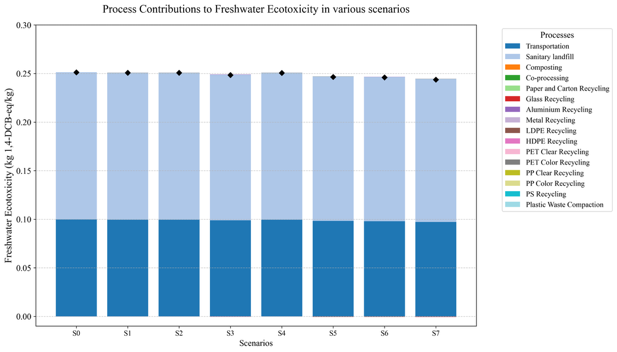 Process Contributions to Freshwater Ecotoxicity in various scenarios
Freshwater Ecotoxicity (kg 1,4-DCB-eq/kg)
0.30
0.25
0.20
0.15
0.10
0.05
0.00
S0 S1 S2 S3 S4 S5 S6 S7
Scenarios
Processes
Transportation
Sanitary landfill
Composting
Co-processing
Paper and Carton Recycling
Glass Recycling
Aluminium Recycling
Metal Recycling
LDPE Recycling
HDPE Recycling
PET Clear Recycling
PET Color Recycling
PP Clear Recycling
PP Color Recycling
PS Recycling
Plastic Waste Compaction